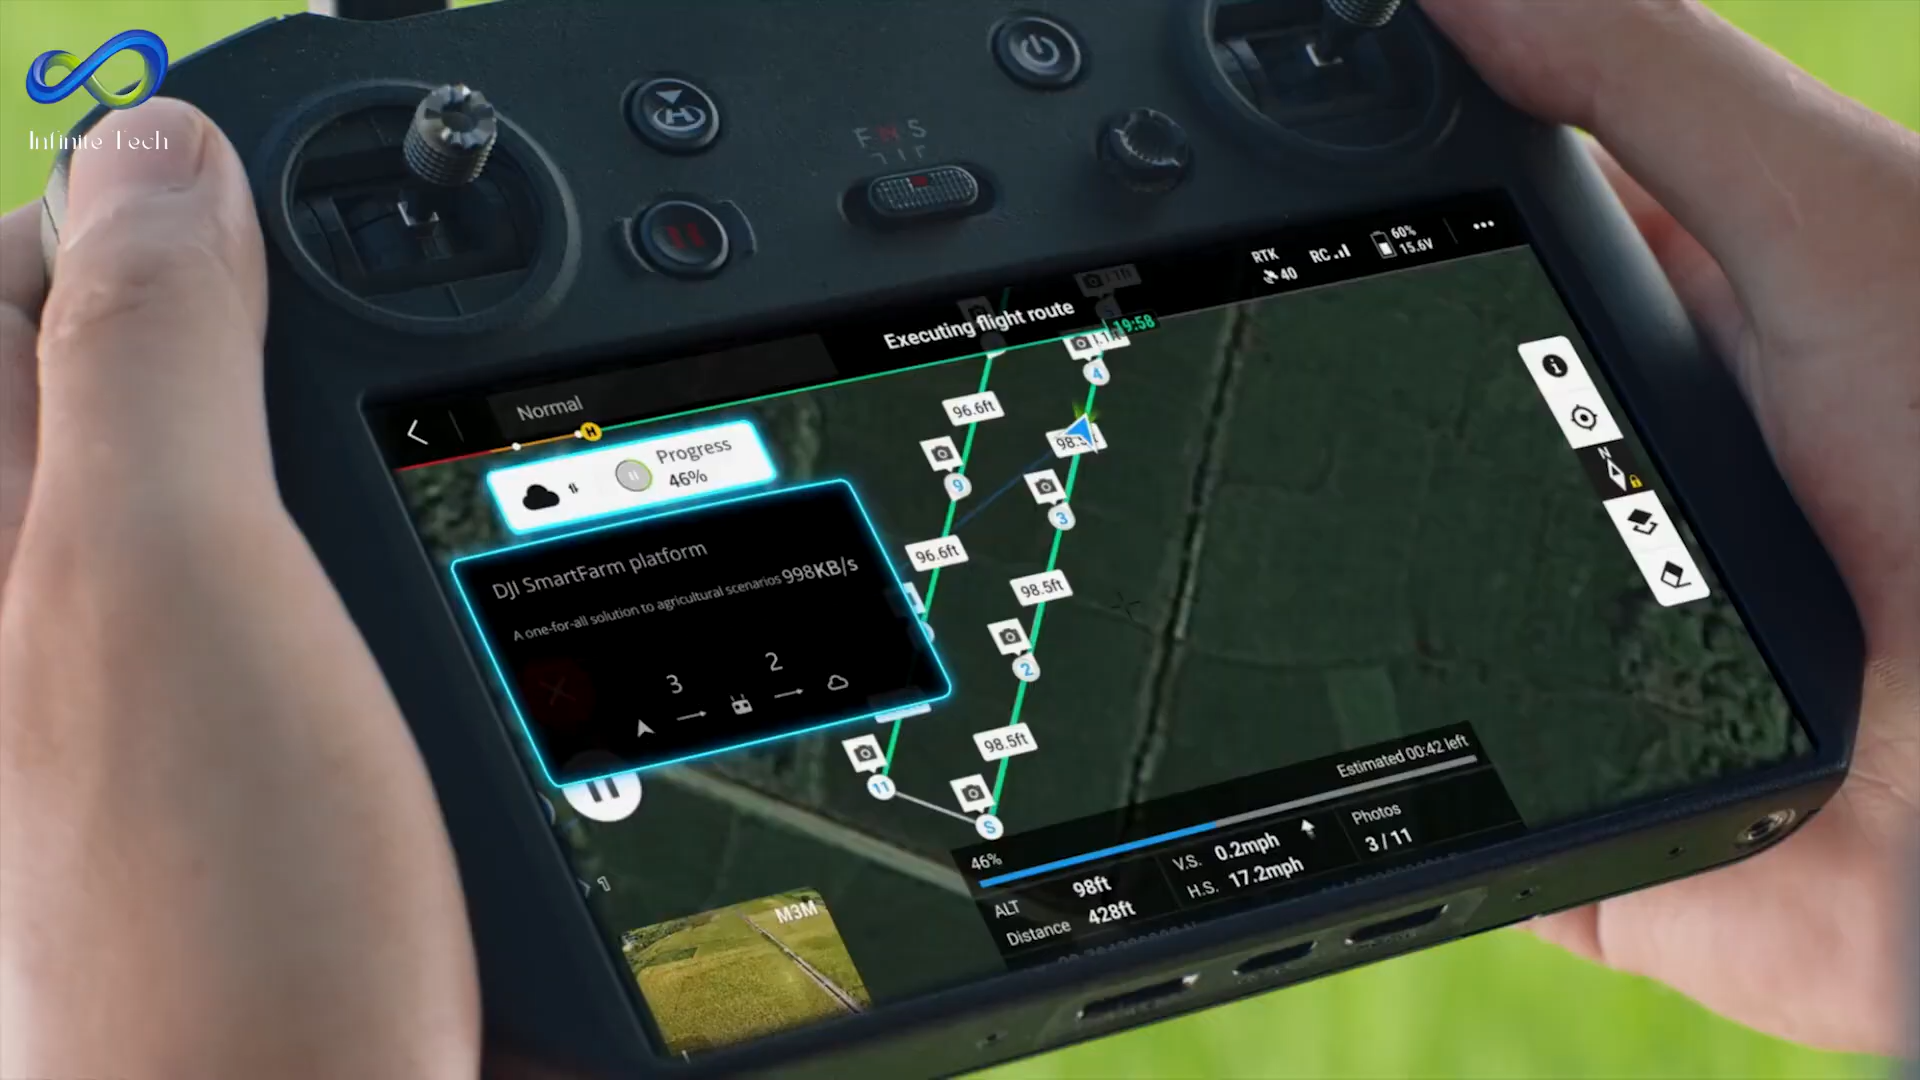 Infinite Tech
F N S
Executing flight route
RTK
40
RC
60%
15.6V
Normal
H
19:58
Progress
46%
DJI SmartFarm platform
A one-for-all solution to agricultural scenarios 998KB/s
3
2
4
96.6ft
9
3
96.6ft
98.5ft
2
98.5ft
11
S
N
Estimated 00:42 left
46%
V.S. 0.2mph
H.S. 17.2mph
Photos
3/11
ALT 98ft
Distance 428ft
M3M